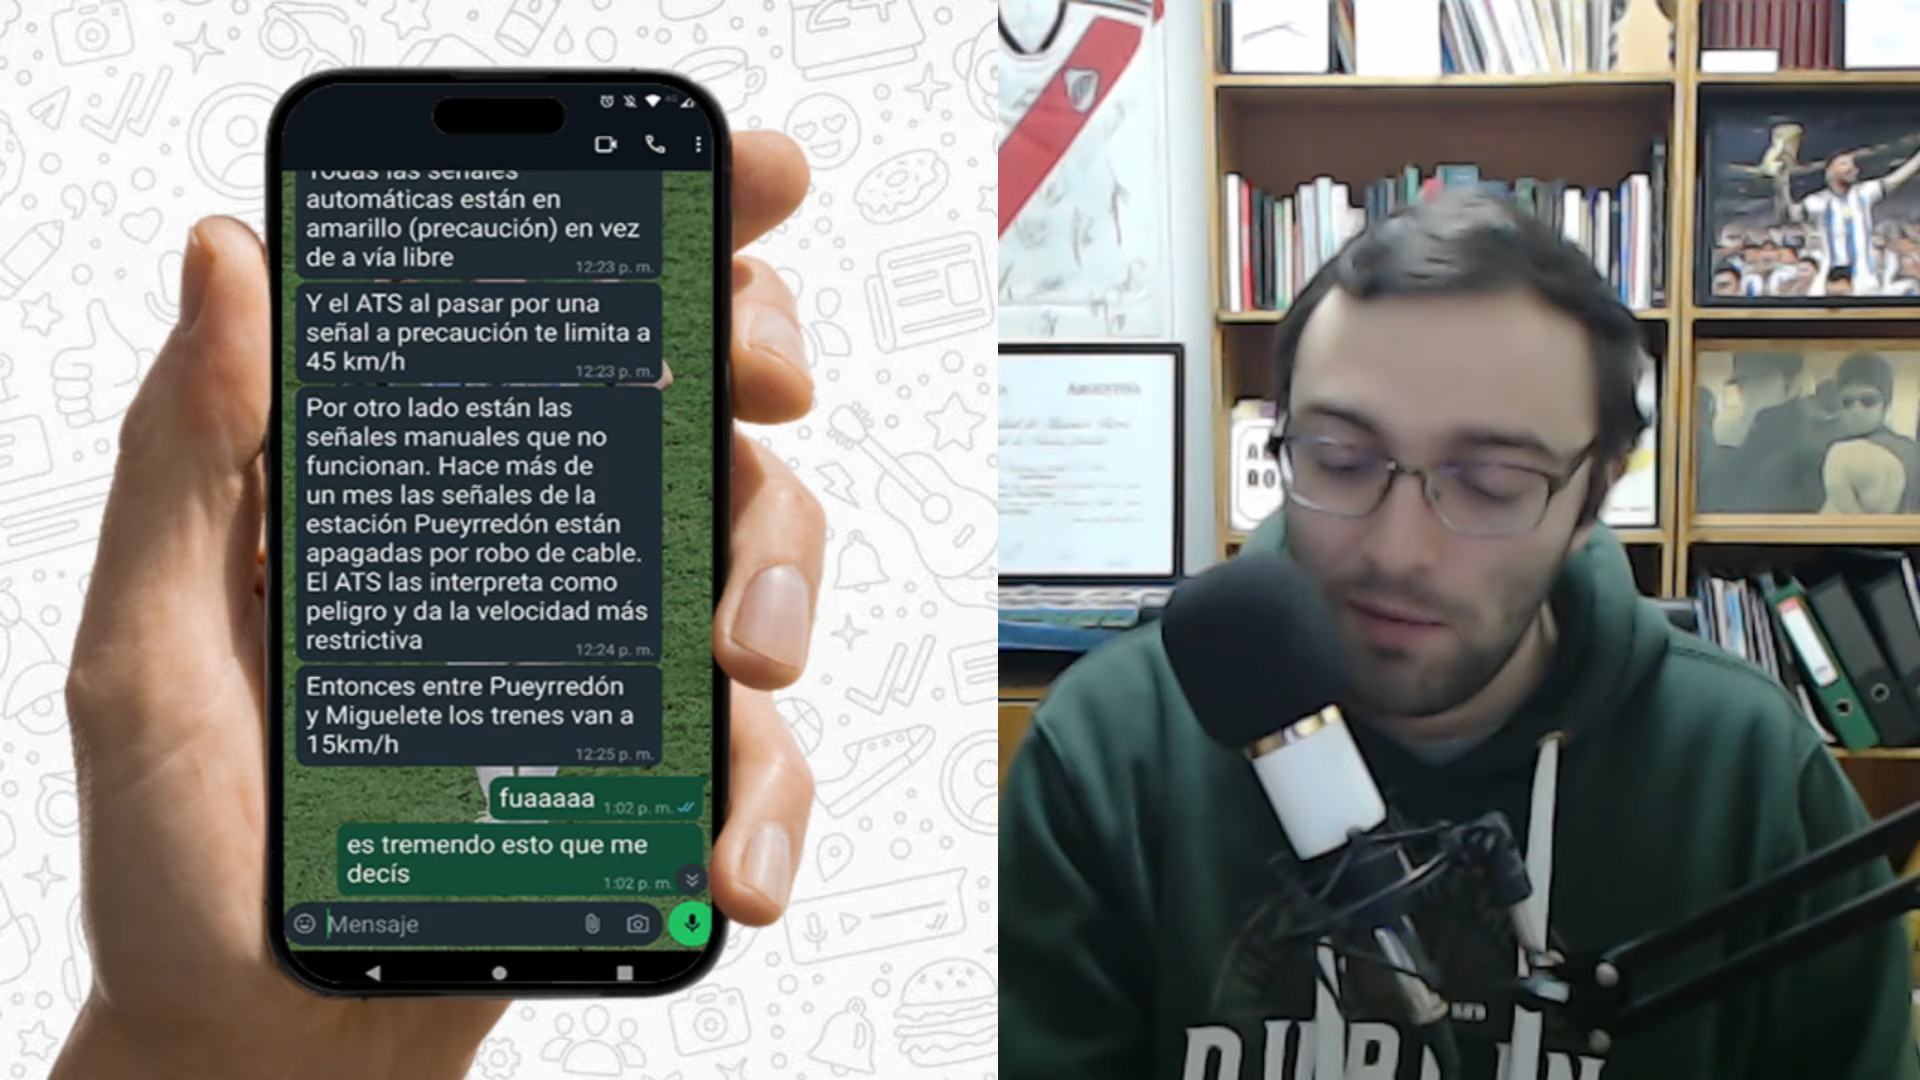 Todas las señales
automáticas están en
amarillo (precaución) en vez
de a vía libre
12:23 p. m.
Y el ATS al pasar por una
señal a precaución te limita a
45 km/h
12:23 p. m.
Por otro lado están las
señales manuales que no
funcionan. Hace más de
un mes las señales de la
estación Pueyrredón están
apagadas por robo de cable.
El ATS las interpreta como
peligro y da la velocidad más
restrictiva
12:24 p. m.
Entonces entre Pueyrredón
y Miguelete los trenes van a
15km/h
12:25 p. m.
fuaaaaa
1:02 p. m.
es tremendo esto que me
decís
1:02 p. m.
Mensaje
Argentina